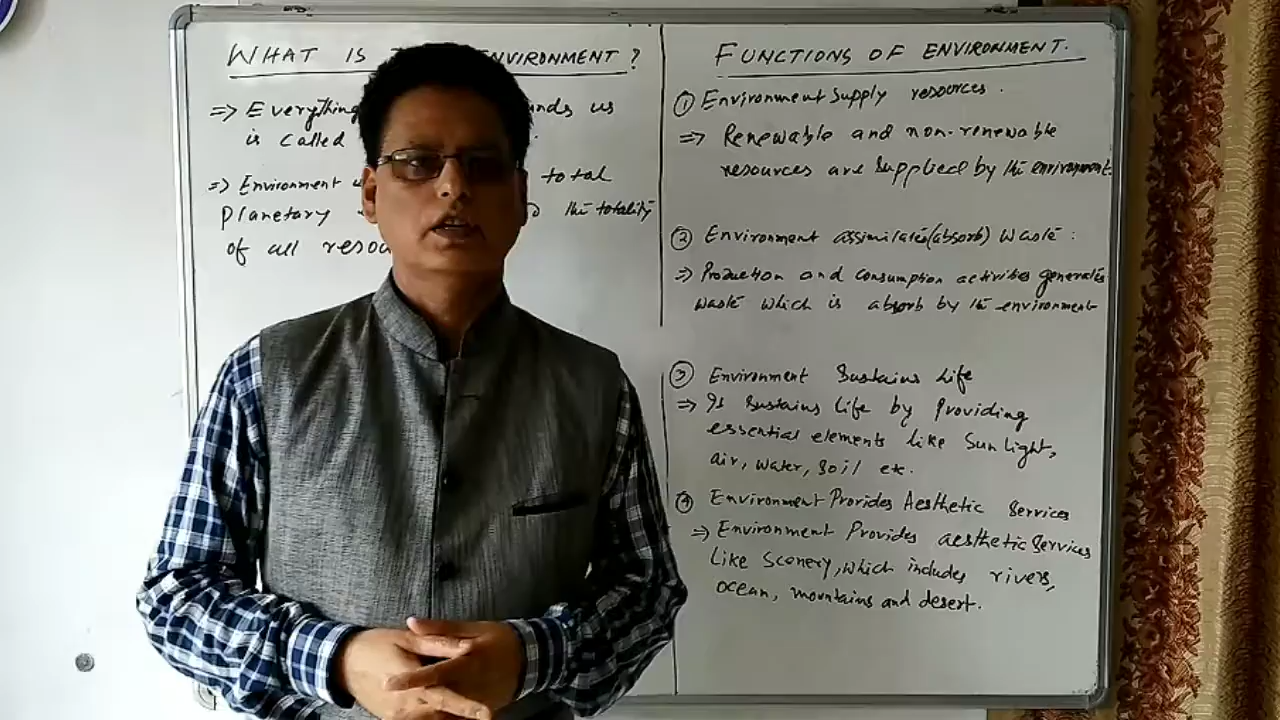 WHAT IS ENVIRONMENT?
⇒ Everything us
is called
⇒ Environment total
planetary the totality
of all
FUNCTIONS OF ENVIRONMENT.
① Environment Supply resources.
⇒ Renewable and non-renewable
resources are supplied by the environment.
② Environment assimilates(absorb) waste:
⇒ Production and consumption activities generates
waste which is absorb by the environment
③ Environment Sustains Life
⇒ It sustains life by providing
essential elements like Sun light,
air, water, soil etc.
④ Environment Provides Aesthetic Services
⇒ Environment Provides aesthetic services
Like Scenery, which includes rivers,
ocean, mountains and desert.